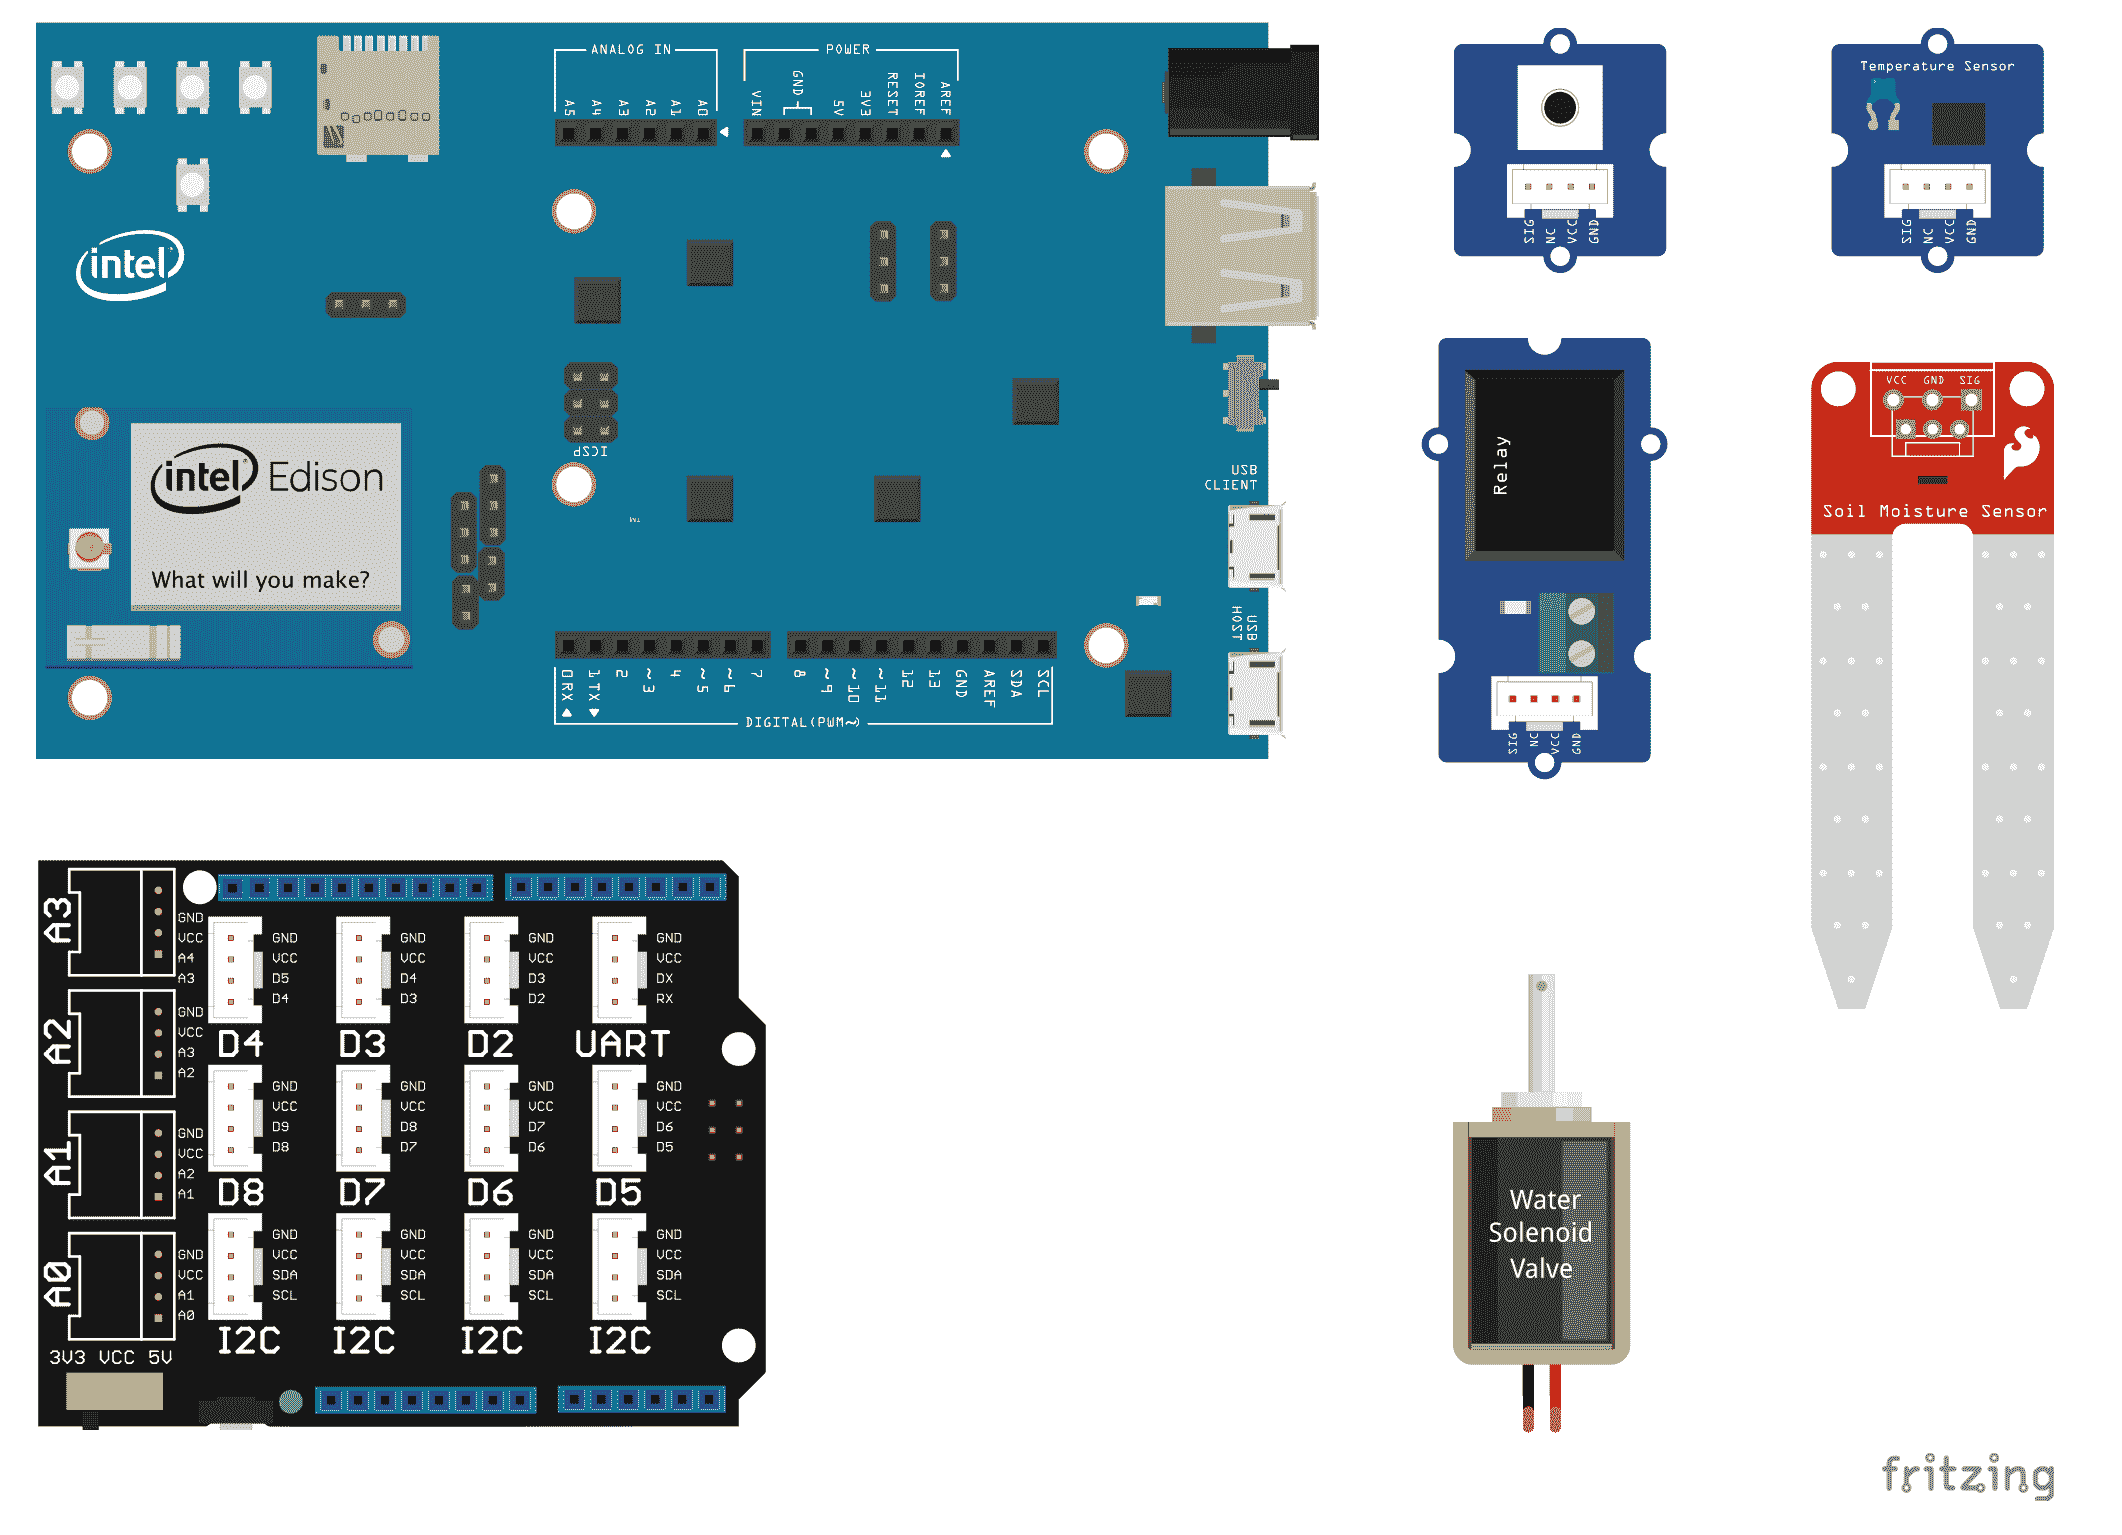 ANALOG IN
POWER
A5 A4 A3 A2 A1 A0
VIN GND 5V 3V3 RESET IOREF AREF
intel
ICSP
intel Edison
What will you make?
TM
USB
CLIENT
USB
HOST
0 RX 1 TX 2 ~3 4 ~5 ~6 7
8 ~9 ~10 ~11 12 13 GND AREF SDA SCL
DIGITAL(PWM~)
SIG NC VCC GND
Temperature Sensor
SIG NC VCC GND
Relay
SIG NC VCC GND
VCC GND SIG
Soil Moisture Sensor
A3
GND
VCC
A4
A3
A2
GND
VCC
A3
A2
A1
GND
VCC
A2
A1
A0
GND
VCC
A1
A0
3V3 VCC 5V
GND
VCC
D5
D4
D4
GND
VCC
D4
D3
D3
GND
VCC
D3
D2
D2
GND
VCC
DX
RX
UART
GND
VCC
D9
D8
D8
GND
VCC
D8
D7
D7
GND
VCC
D7
D6
D6
GND
VCC
D6
D5
D5
GND
VCC
SDA
SCL
I2C
GND
VCC
SDA
SCL
I2C
GND
VCC
SDA
SCL
I2C
GND
VCC
SDA
SCL
I2C
Water
Solenoid
Valve
fritzing